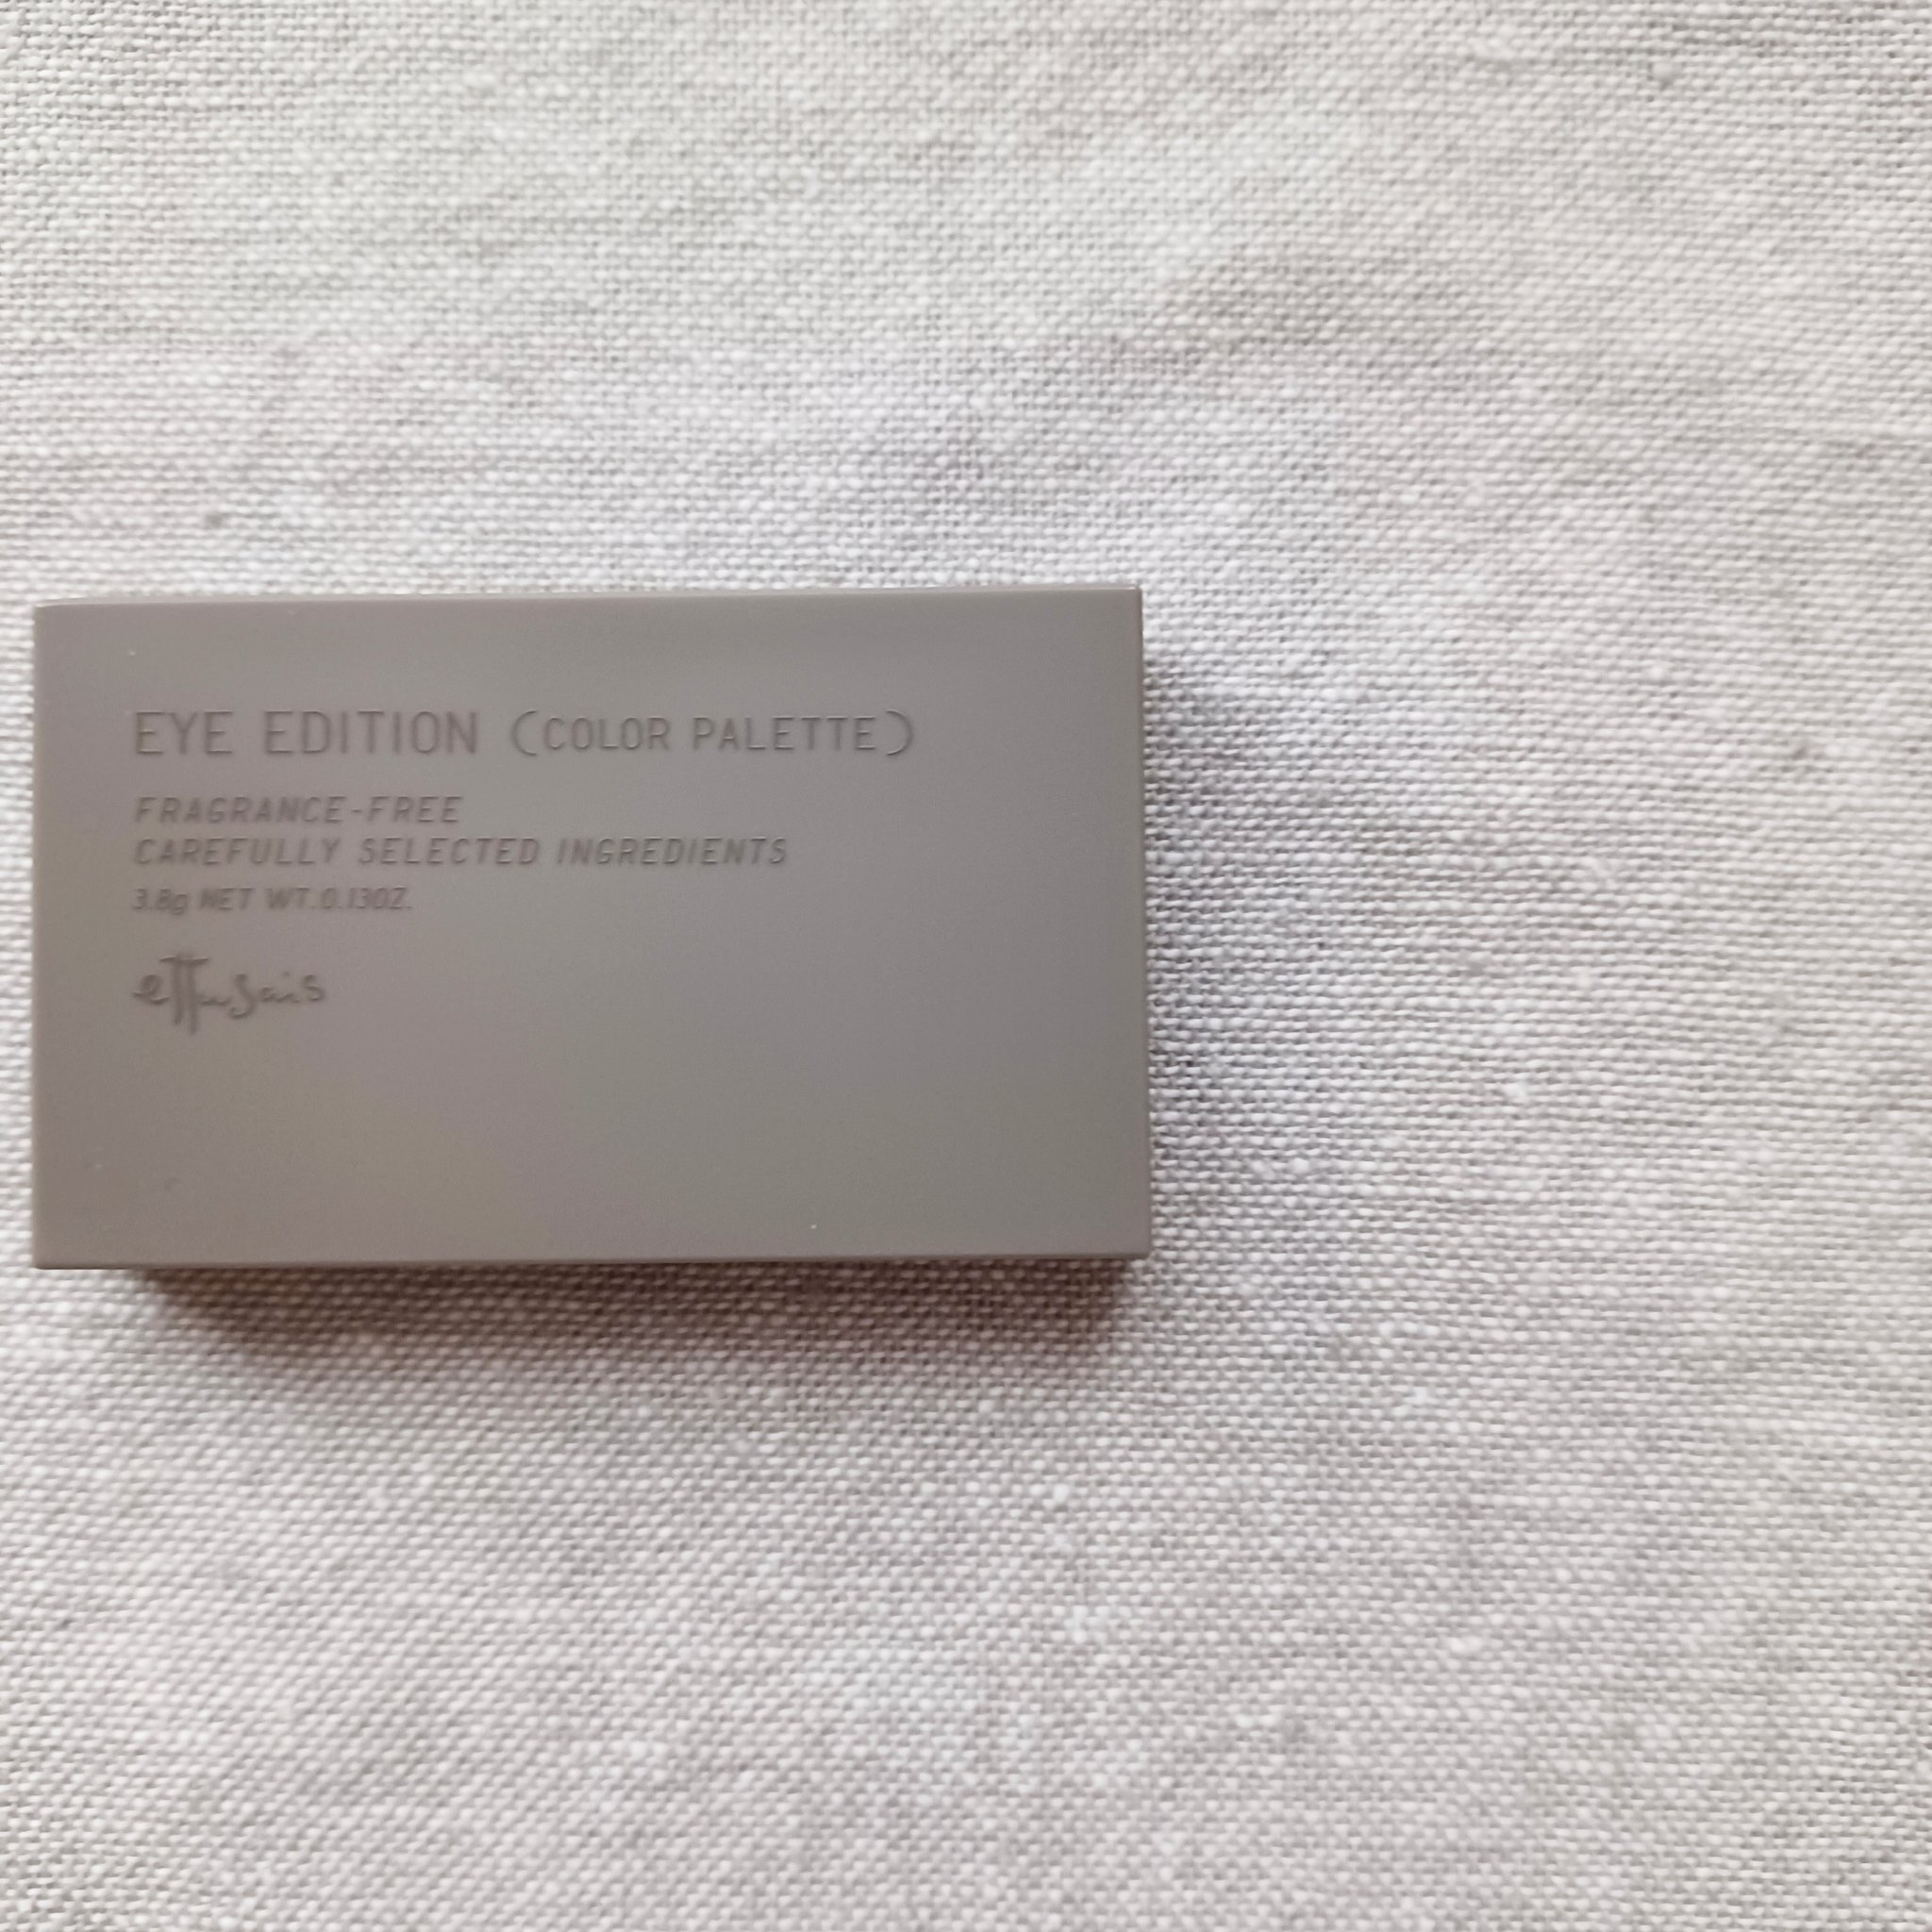 EYE EDITION (COLOR PALETTE)
FRAGRANCE-FREE
CAREFULLY SELECTED INGREDIENTS
3.8g NET WT.0.13OZ.
ettusais